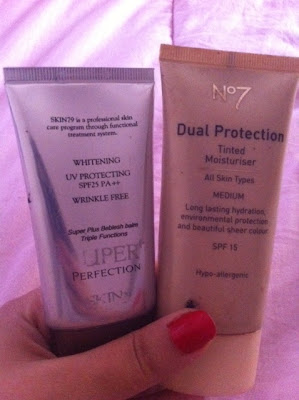 SKIN79 is a professional skin
care program through functional
treatment system.
WHITENING
UV PROTECTING
SPF25 PA++
WRINKLE FREE
Super Plus Beblesh balm
Triple Functions
SUPER+
PERFECTION
SKIN79
No7
Dual Protection
Tinted
Moisturiser
All Skin Types
MEDIUM
Long lasting hydration,
environmental protection
and beautiful sheer colour
SPF 15
Hypo-allergenic